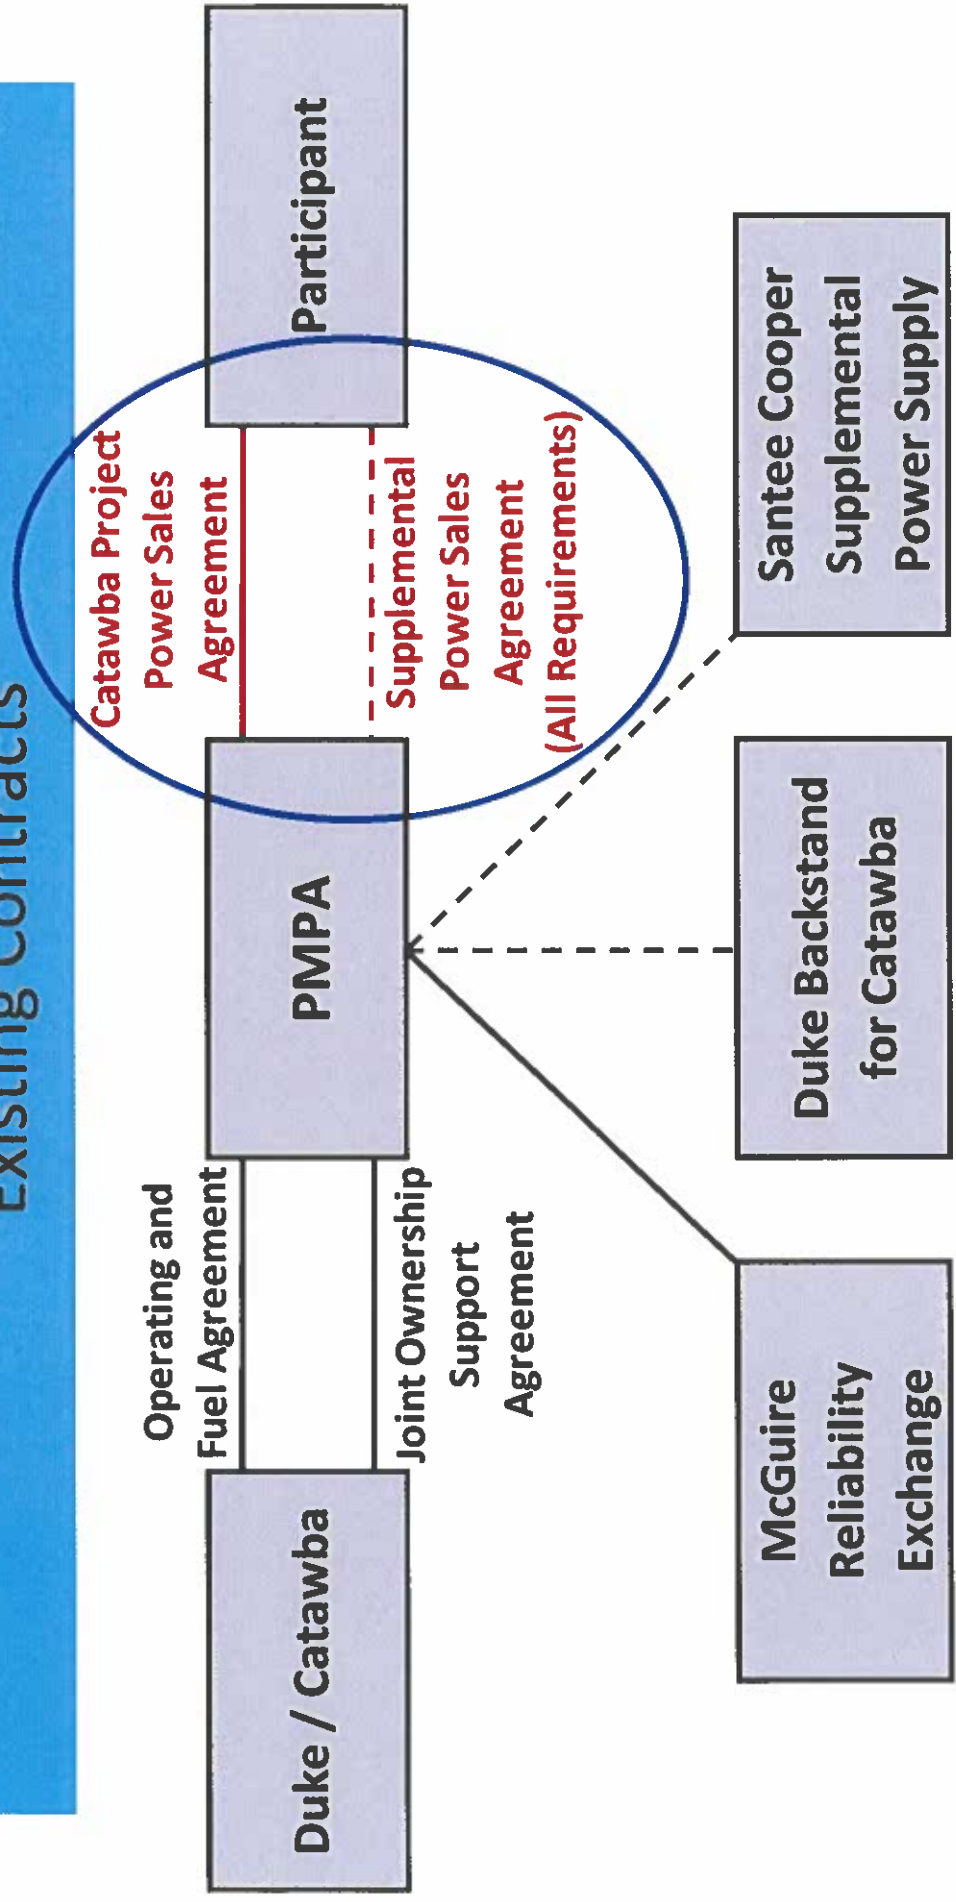 Existing Contracts
Operating and
Fuel Agreement
Catawba Project
Power Sales
Agreement
Duke / Catawba
PMPA
Participant
Joint Ownership
Support
Agreement
Supplemental
Power Sales
Agreement
(All Requirements)
McGuire
Reliability
Exchange
Duke Backstand
for Catawba
Santee Cooper
Supplemental
Power Supply